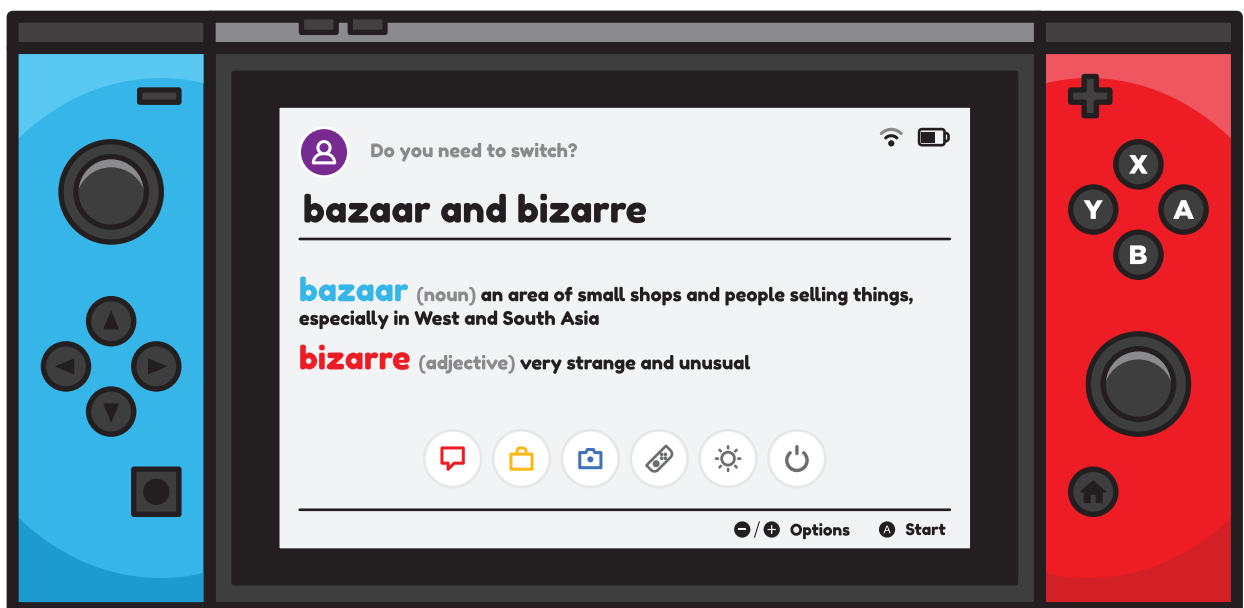 Do you need to switch?
bazaar and bizarre
bazaar (noun) an area of small shops and people selling things,
especially in West and South Asia
bizarre (adjective) very strange and unusual
X
Y A
B
/ Options A Start